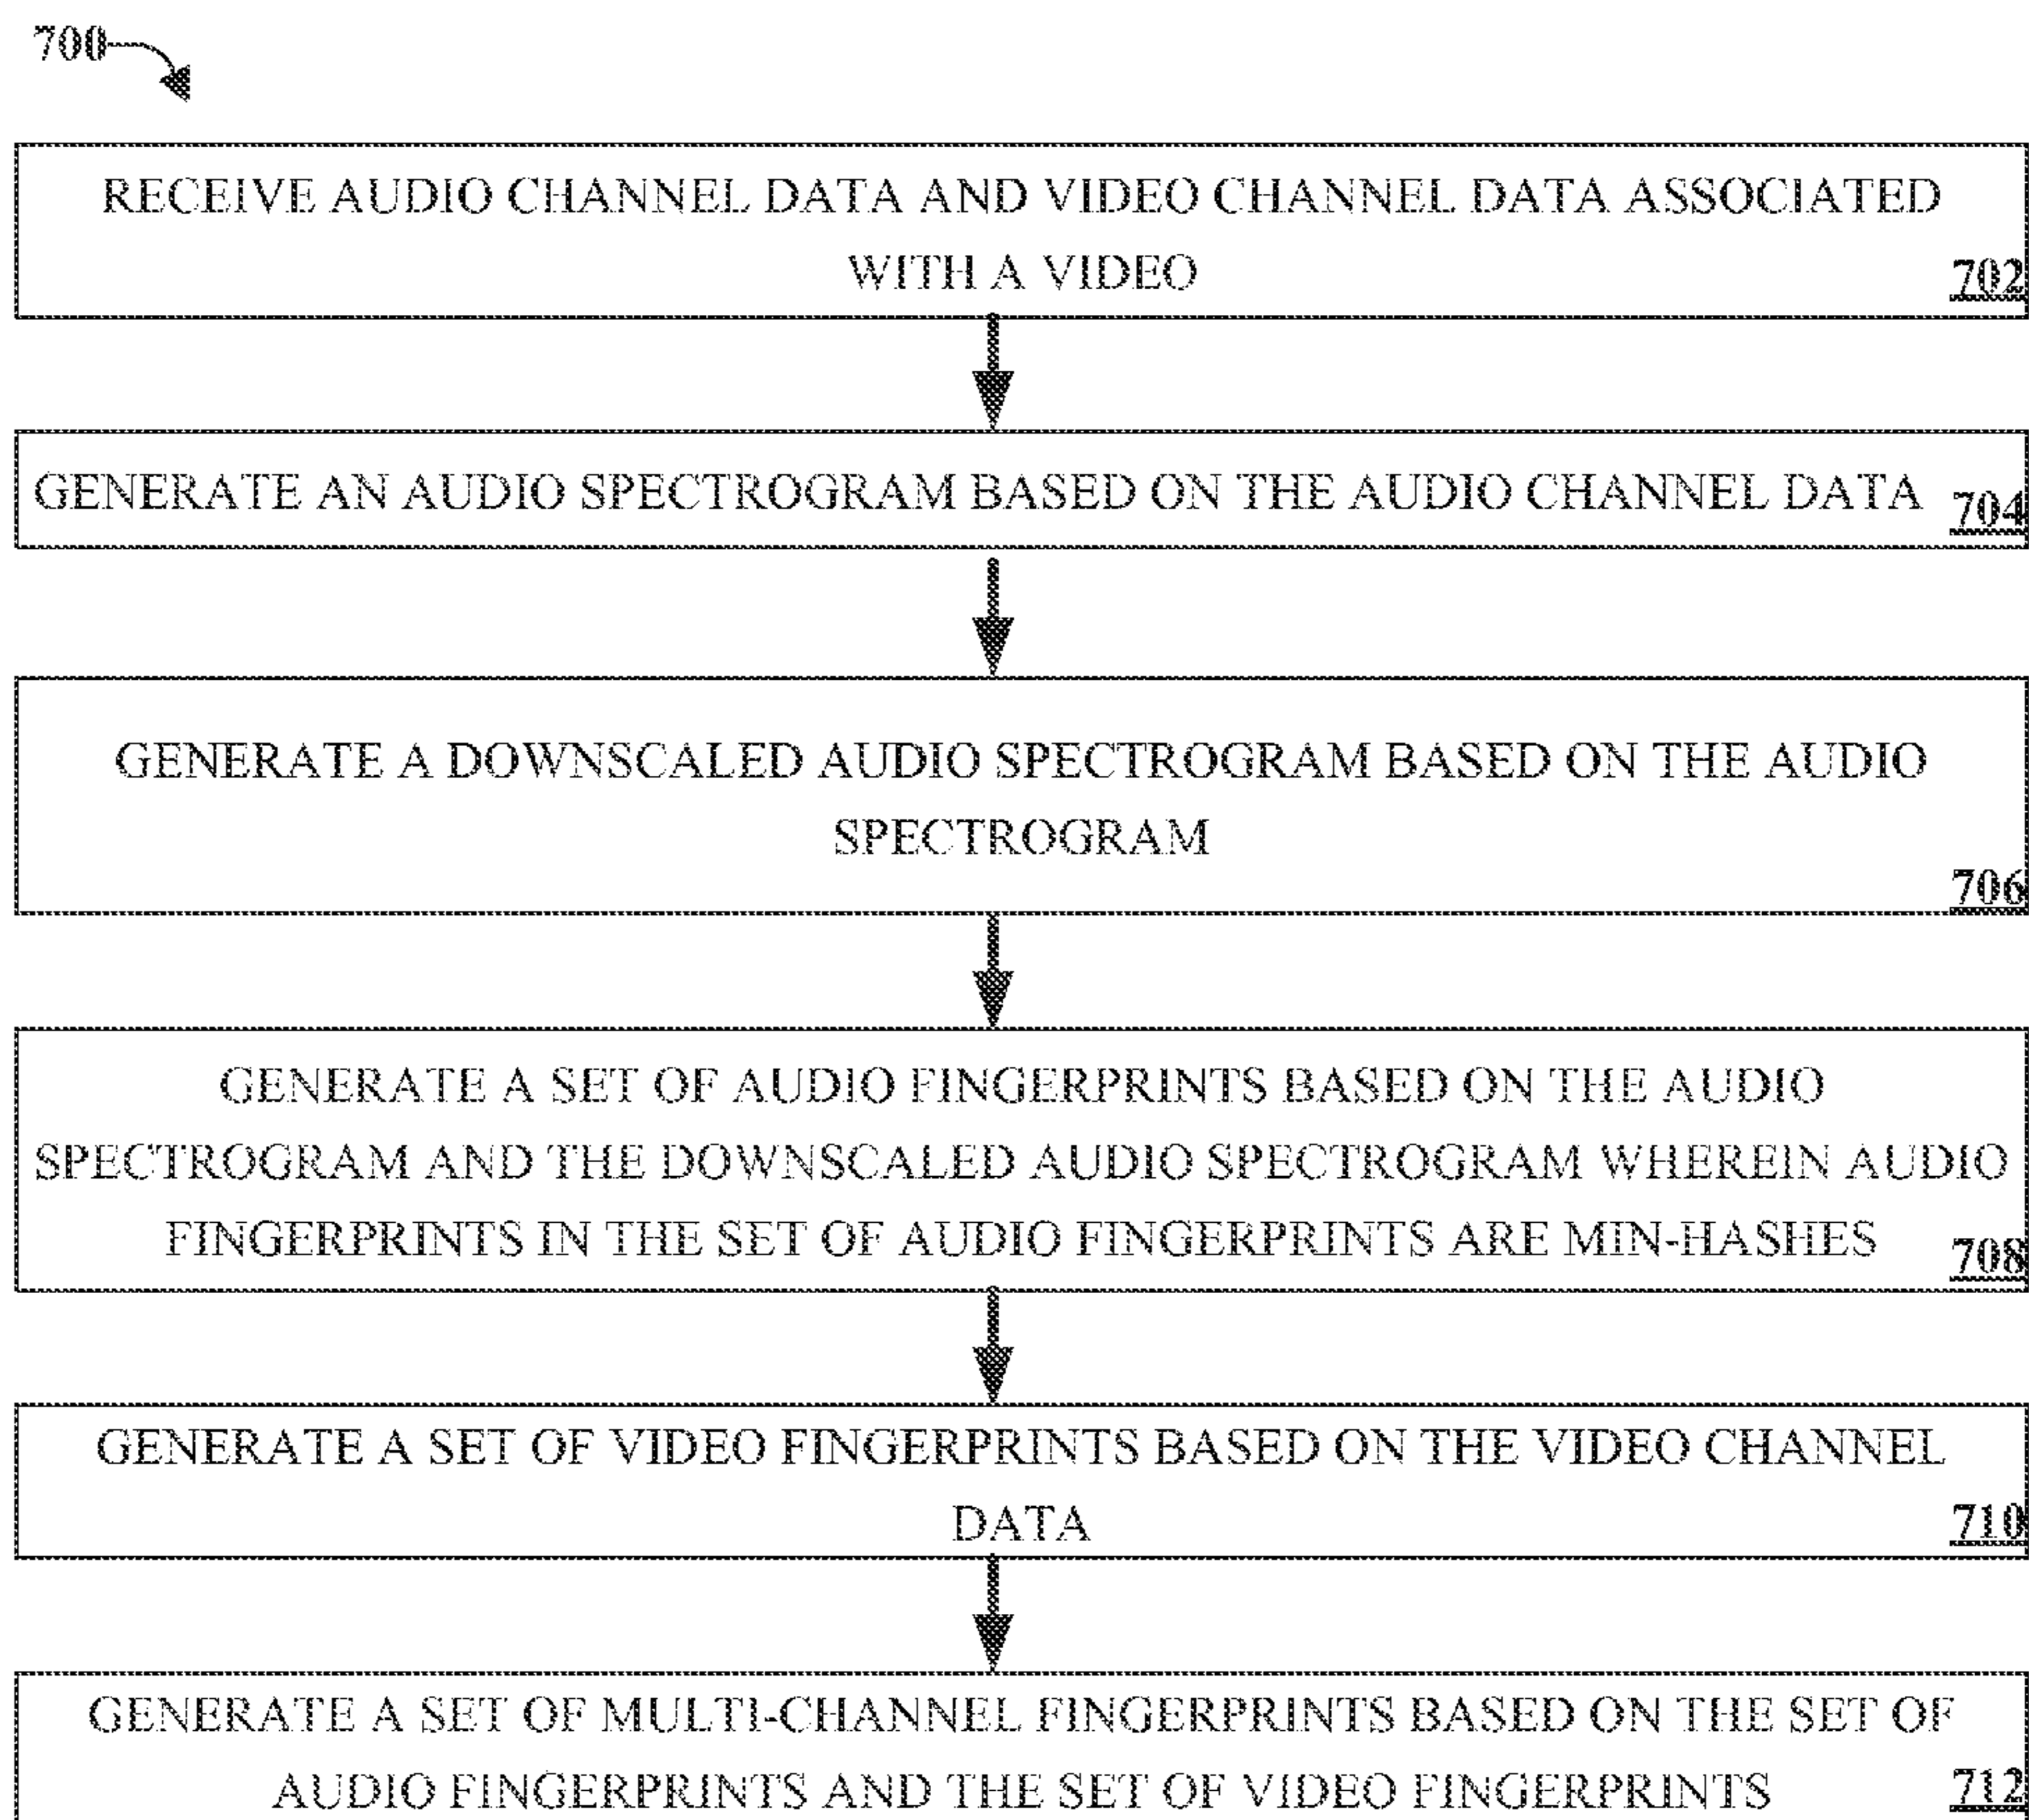 700
RECEIVE AUDIO CHANNEL DATA AND VIDEO CHANNEL DATA ASSOCIATED
WITH A VIDEO
702
GENERATE AN AUDIO SPECTROGRAM BASED ON THE AUDIO CHANNEL DATA
704
GENERATE A DOWNSCALED AUDIO SPECTROGRAM BASED ON THE AUDIO
SPECTROGRAM
706
GENERATE A SET OF AUDIO FINGERPRINTS BASED ON THE AUDIO
SPECTROGRAM AND THE DOWNSCALED AUDIO SPECTROGRAM WHEREIN AUDIO
FINGERPRINTS IN THE SET OF AUDIO FINGERPRINTS ARE MIN-HASHES
708
GENERATE A SET OF VIDEO FINGERPRINTS BASED ON THE VIDEO CHANNEL
DATA
710
GENERATE A SET OF MULTI-CHANNEL FINGERPRINTS BASED ON THE SET OF
AUDIO FINGERPRINTS AND THE SET OF VIDEO FINGERPRINTS
712